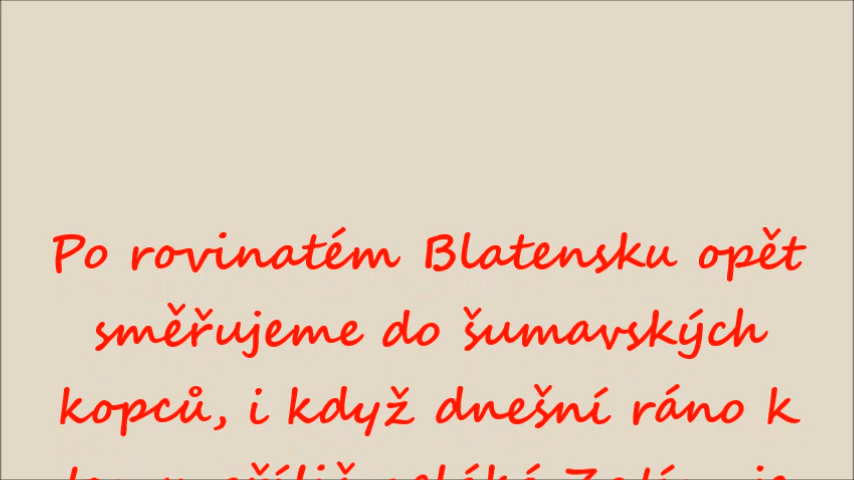 Po rovinatém Blatensku opět
směřujeme do šumavských
kopců, i když dnešní ráno k